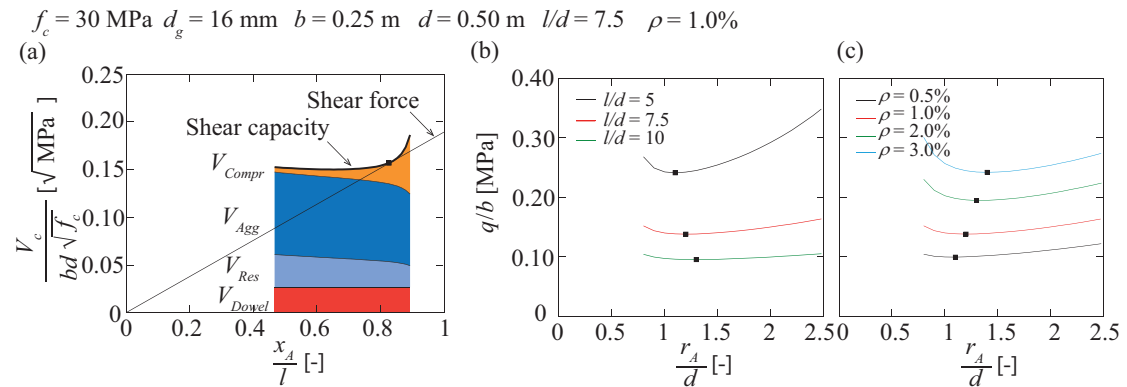 f_c = 30 MPa d_g = 16 mm b = 0.25 m d = 0.50 m l/d = 7.5 ρ = 1.0%
(a)
V_c
bd√f_c
[√MPa]
0.25
0.20
0.15
0.10
0.05
0
Shear force
Shear capacity
V_Compr
V_Agg
V_Res
V_Dowel
0 0.2 0.4 0.6 0.8 1
x_A
l
[-]
(b)
q/b [MPa]
0.40
0.30
0.20
0.10
0
l/d = 5
l/d = 7.5
l/d = 10
0 0.5 1 1.5 2 2.5
r_A
d
[-]
(c)
ρ = 0.5%
ρ = 1.0%
ρ = 2.0%
ρ = 3.0%
0 0.5 1 1.5 2 2.5
r_A
d
[-]